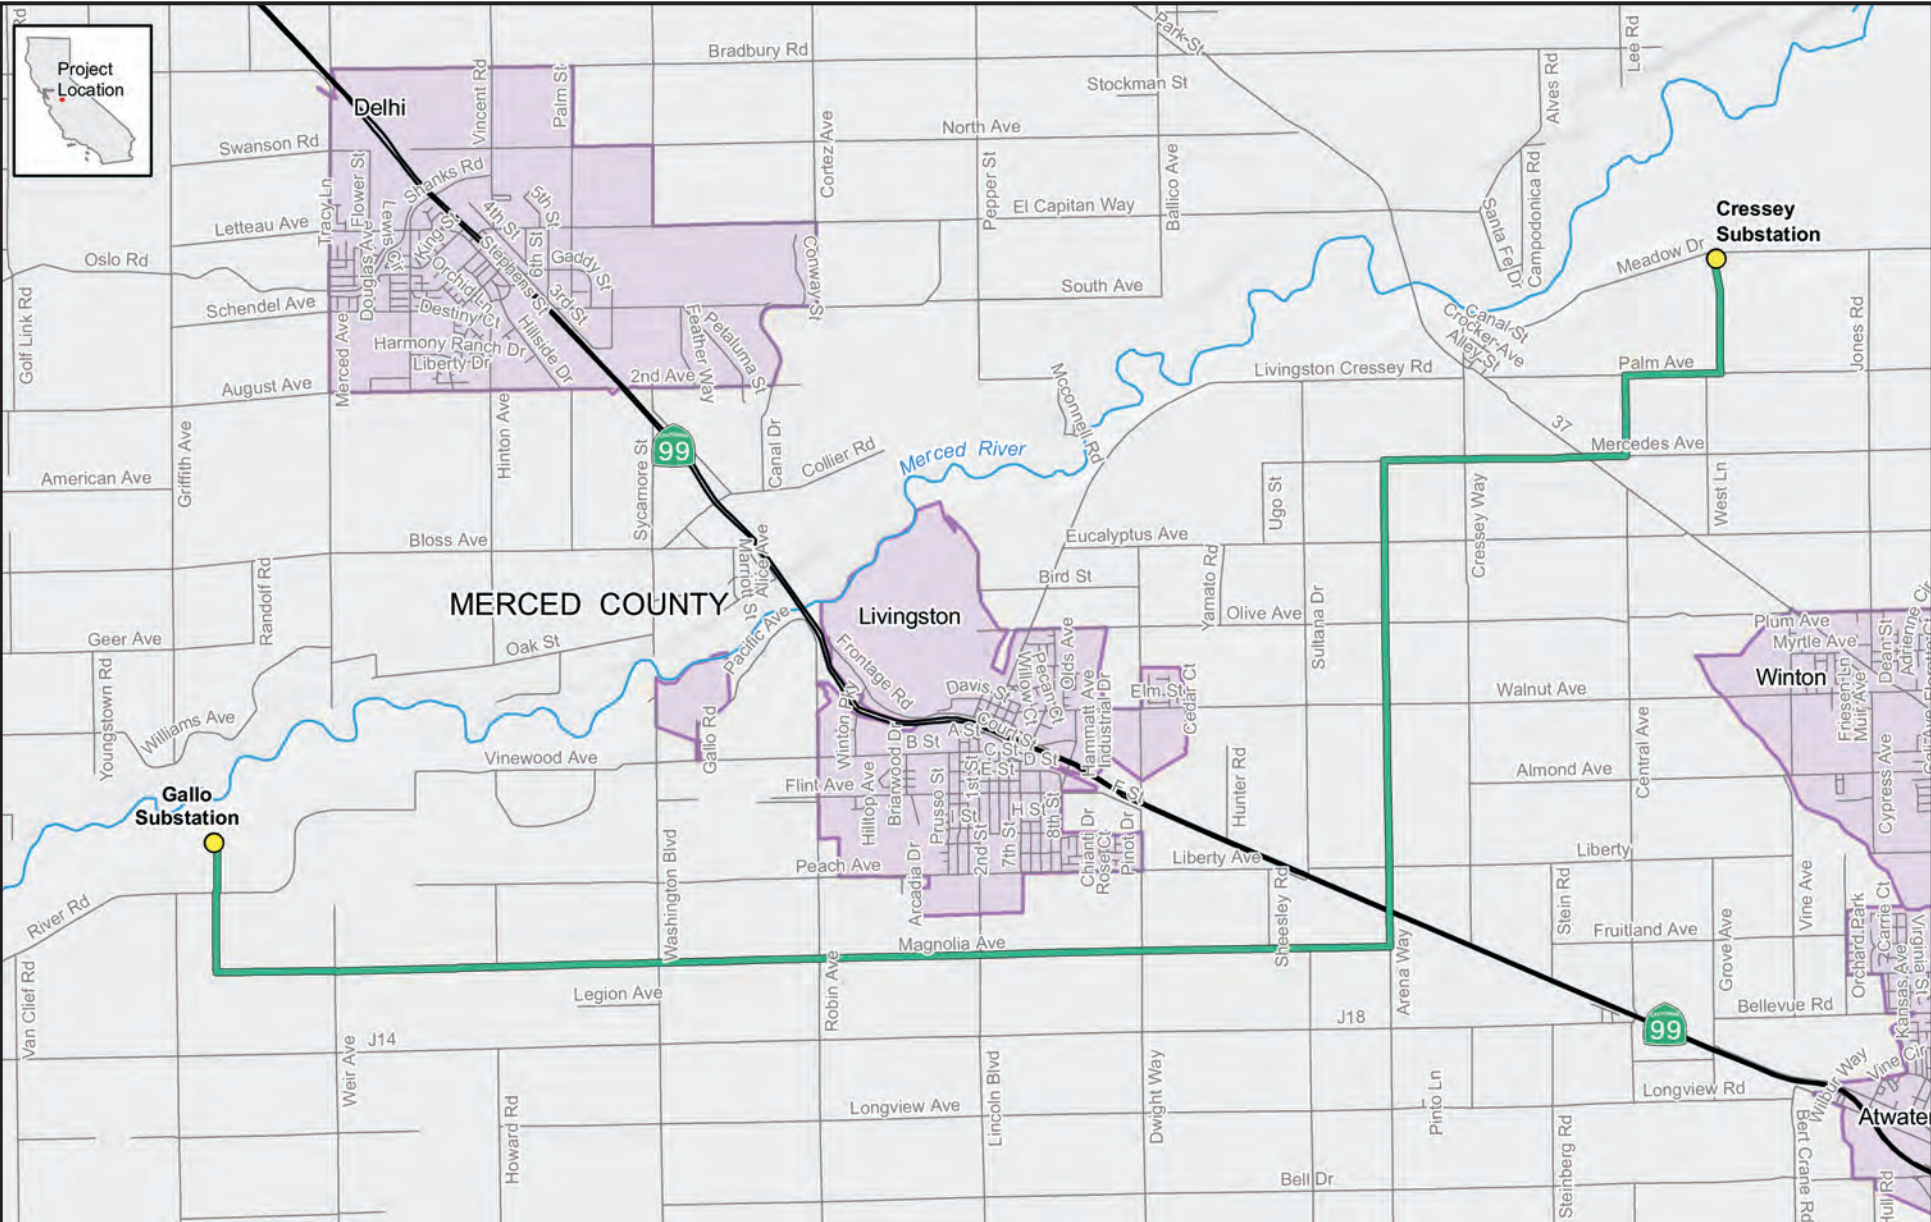 Project
Location
Delhi
Bradbury Rd
Stockman St
Park St
Lee Rd
Alves Rd
Vincent Rd
Palm St
Swanson Rd
North Ave
Cortez Ave
Shanks Rd
Flower St
Tracy Ln
Lewis Cir
Douglas Ave
King St
4th St
5th St
6th St
Pepper St
Ballico Ave
El Capitan Way
Campodonica Rd
Santa Fe Dr
Cressey
Substation
Letteau Ave
Oslo Rd
Orchid Ln
Stephens St
Gaddy St
3rd St
Conway St
Meadow Dr
South Ave
Golf Link Rd
Schendel Ave
Destiny Ct
Harmony Ranch Dr
Liberty Dr
Hillside Dr
Feather Way
Petaluma St
Canal St
Crocker Ave
Alley St
Jones Rd
Merced Ave
August Ave
2nd Ave
Mcconnell Rd
Livingston Cressey Rd
Palm Ave
37
Mercedes Ave
Griffith Ave
Hinton Ave
Sycamore St
CALIFORNIA
99
Canal Dr
Collier Rd
Merced River
American Ave
Ugo St
Cressey Way
West Ln
Bloss Ave
Marriott St
Alice Ave
Eucalyptus Ave
Yamato Rd
Randolf Rd
Bird St
MERCED COUNTY
Livingston
Olive Ave
Sultana Dr
Plum Ave
Myrtle Ave
Dean St
Adrienne Ci
Geer Ave
Oak St
Pacific Ave
Frontage Rd
Willow Ct
Pecan Ct
Olds Ave
Winton
Youngstown Rd
Williams Ave
Gallo Rd
Winton Pky
Davis St
Hammatt Ave
Industrial Dr
Elm St
Cedar Ct
Walnut Ave
Central Ave
Friesen Ln
Muir Ave
Vinewood Ave
Briarwood Dr
B St
A St
Court St
C St
D St
E St
F St
Hunter Rd
Almond Ave
Cypress Ave
Gallo
Substation
Flint Ave
Hilltop Ave
Prusso St
1st St
I St
H St
2nd St
7th St
8th St
Chianti Dr
Rose Ct
Pinot Dr
Peach Ave
Liberty Ave
Liberty
River Rd
Washington Blvd
Arcadia Dr
Magnolia Ave
Sheesley Rd
Stein Rd
Fruitland Ave
Grove Ave
Vine Ave
Orchard Park
Carrie Ct
Kansas Ave
Virginia St
Van Clief Rd
Legion Ave
Robin Ave
Arena Way
J18
CALIFORNIA
99
Bellevue Rd
J14
Weir Ave
Howard Rd
Longview Ave
Lincoln Blvd
Dwight Way
Pinto Ln
Longview Rd
Wilbur Way
Vine Cir
Atwater
Bell Dr
Steinberg Rd
Bert Crane Rd
Hull Rd